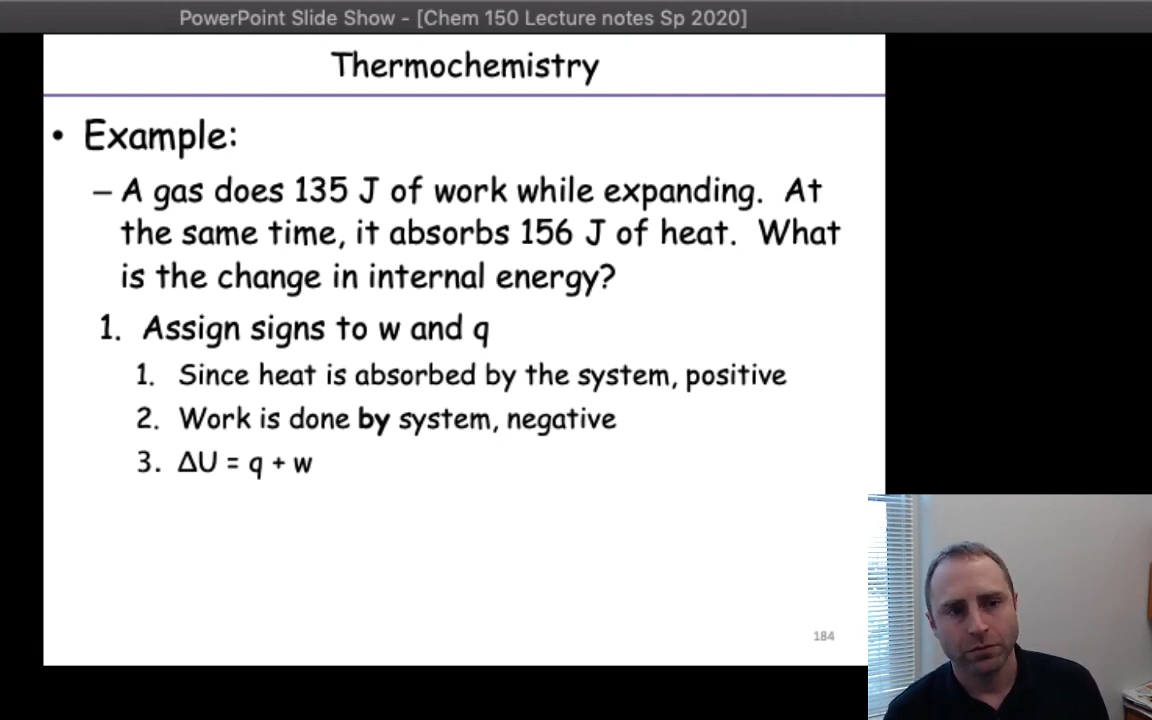 PowerPoint Slide Show - [Chem 150 Lecture notes Sp 2020]
Thermochemistry
• Example:
– A gas does 135 J of work while expanding. At
the same time, it absorbs 156 J of heat. What
is the change in internal energy?
1. Assign signs to w and q
1. Since heat is absorbed by the system, positive
2. Work is done by system, negative
3. ΔU = q + w
184